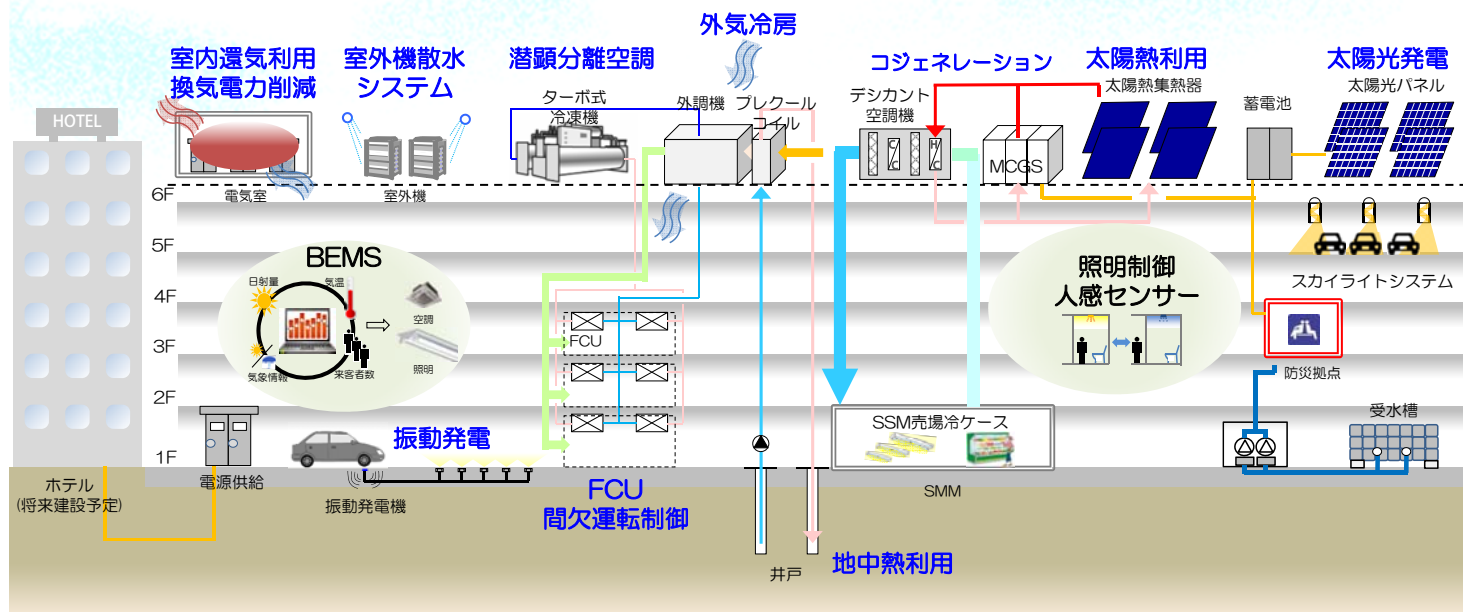 外気冷房
室内還気利用
換気電力削減
室外機散水
システム
潜顕分離空調
コジェネレーション
太陽熱利用
太陽光発電
ターボ式
冷凍機
外調機
プレクール
コイル
デシカント
空調機
太陽熱集熱器
蓄電池
太陽光パネル
HOTEL
C
H
C
MCGS
6F
電気室
室外機
5F
BEMS
日射量
気温
照明制御
人感センサー
スカイライトシステム
4F
空調
3F
FCU
気象情報
来客者数
照明
防災拠点
2F
受水槽
SSM売場冷ケース
振動発電
1F
ホテル
(将来建設予定)
電源供給
振動発電機
FCU
間欠運転制御
SMM
井戸
地中熱利用